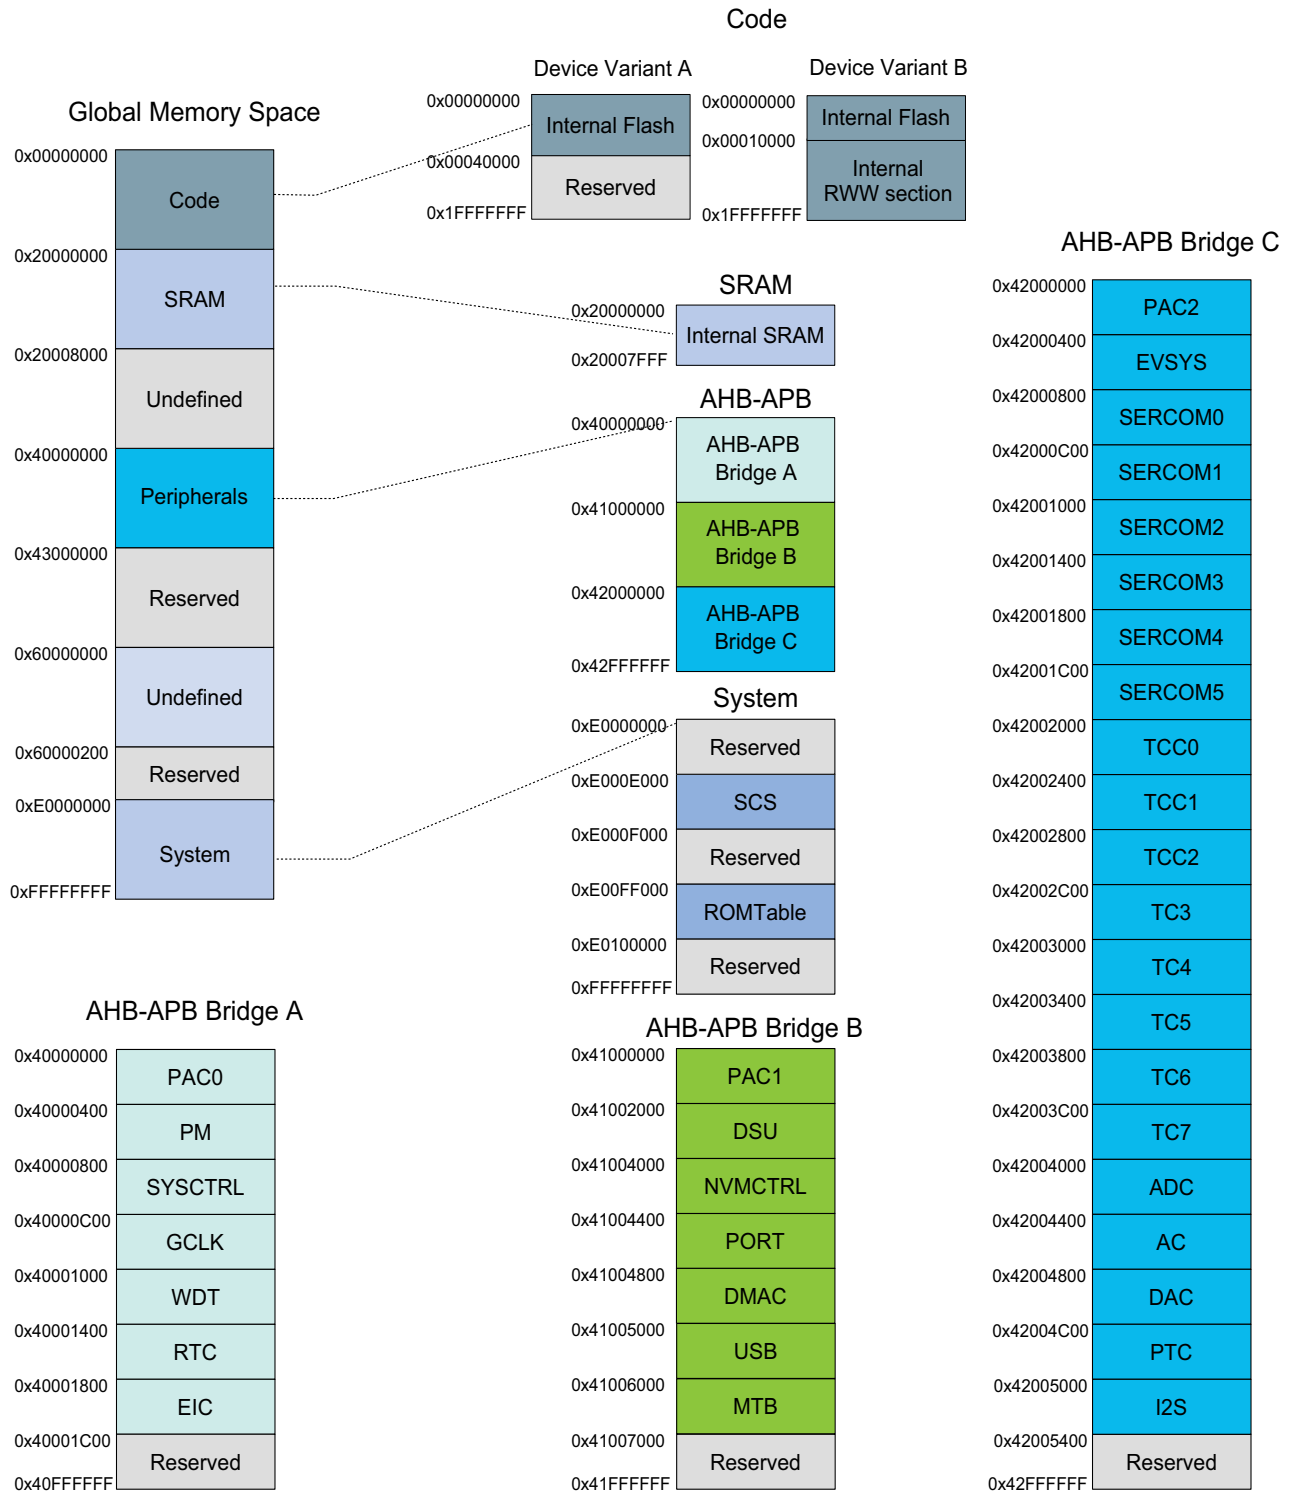 Code
Device Variant A
0x00000000
Internal Flash
0x00040000
Reserved
0x1FFFFFFF
Device Variant B
0x00000000
Internal Flash
0x00010000
Internal
RWW section
0x1FFFFFFF
Global Memory Space
0x00000000
Code
0x20000000
SRAM
0x20008000
Undefined
0x40000000
Peripherals
0x43000000
Reserved
0x60000000
Undefined
0x60000200
Reserved
0xE0000000
System
0xFFFFFFFF
SRAM
0x20000000
Internal SRAM
0x20007FFF
AHB-APB
0x40000000
AHB-APB
Bridge A
0x41000000
AHB-APB
Bridge B
0x42000000
AHB-APB
Bridge C
0x42FFFFFF
System
0xE0000000
Reserved
0xE000E000
SCS
0xE000F000
Reserved
0xE00FF000
ROMTable
0xE0100000
Reserved
0xFFFFFFFF
AHB-APB Bridge A
0x40000000
PAC0
0x40000400
PM
0x40000800
SYSCTRL
0x40000C00
GCLK
0x40001000
WDT
0x40001400
RTC
0x40001800
EIC
0x40001C00
Reserved
0x40FFFFFF
AHB-APB Bridge B
0x41000000
PAC1
0x41002000
DSU
0x41004000
NVMCTRL
0x41004400
PORT
0x41004800
DMAC
0x41005000
USB
0x41006000
MTB
0x41007000
Reserved
0x41FFFFFF
AHB-APB Bridge C
0x42000000
PAC2
0x42000400
EVSYS
0x42000800
SERCOM0
0x42000C00
SERCOM1
0x42001000
SERCOM2
0x42001400
SERCOM3
0x42001800
SERCOM4
0x42001C00
SERCOM5
0x42002000
TCC0
0x42002400
TCC1
0x42002800
TCC2
0x42002C00
TC3
0x42003000
TC4
0x42003400
TC5
0x42003800
TC6
0x42003C00
TC7
0x42004000
ADC
0x42004400
AC
0x42004800
DAC
0x42004C00
PTC
0x42005000
I2S
0x42005400
Reserved
0x42FFFFFF